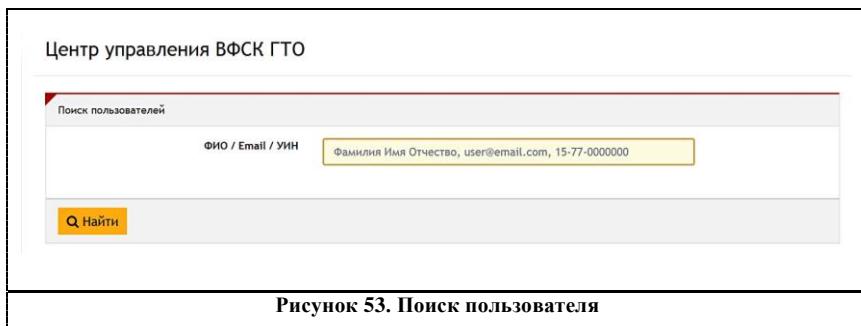 Центр управления ВФСК ГТО
Поиск пользователей
ФИО / Email / УИН
Фамилия Имя Отчество, user@email.com, 15-77-0000000
Найти
Рисунок 53. Поиск пользователя